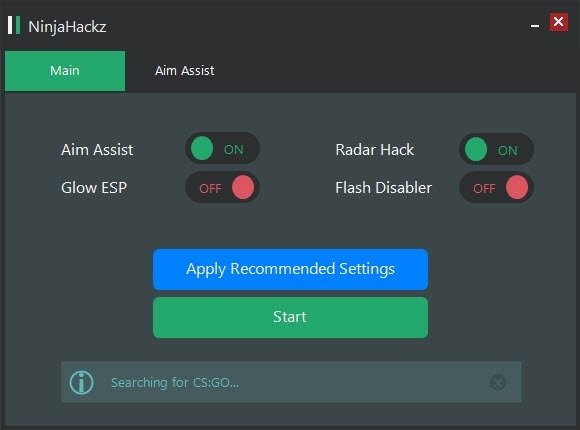 NinjaHackz
Main Aim Assist
Aim Assist ON Radar Hack ON
Glow ESP OFF Flash Disabler OFF
Apply Recommended Settings
Start
Searching for CS:GO...